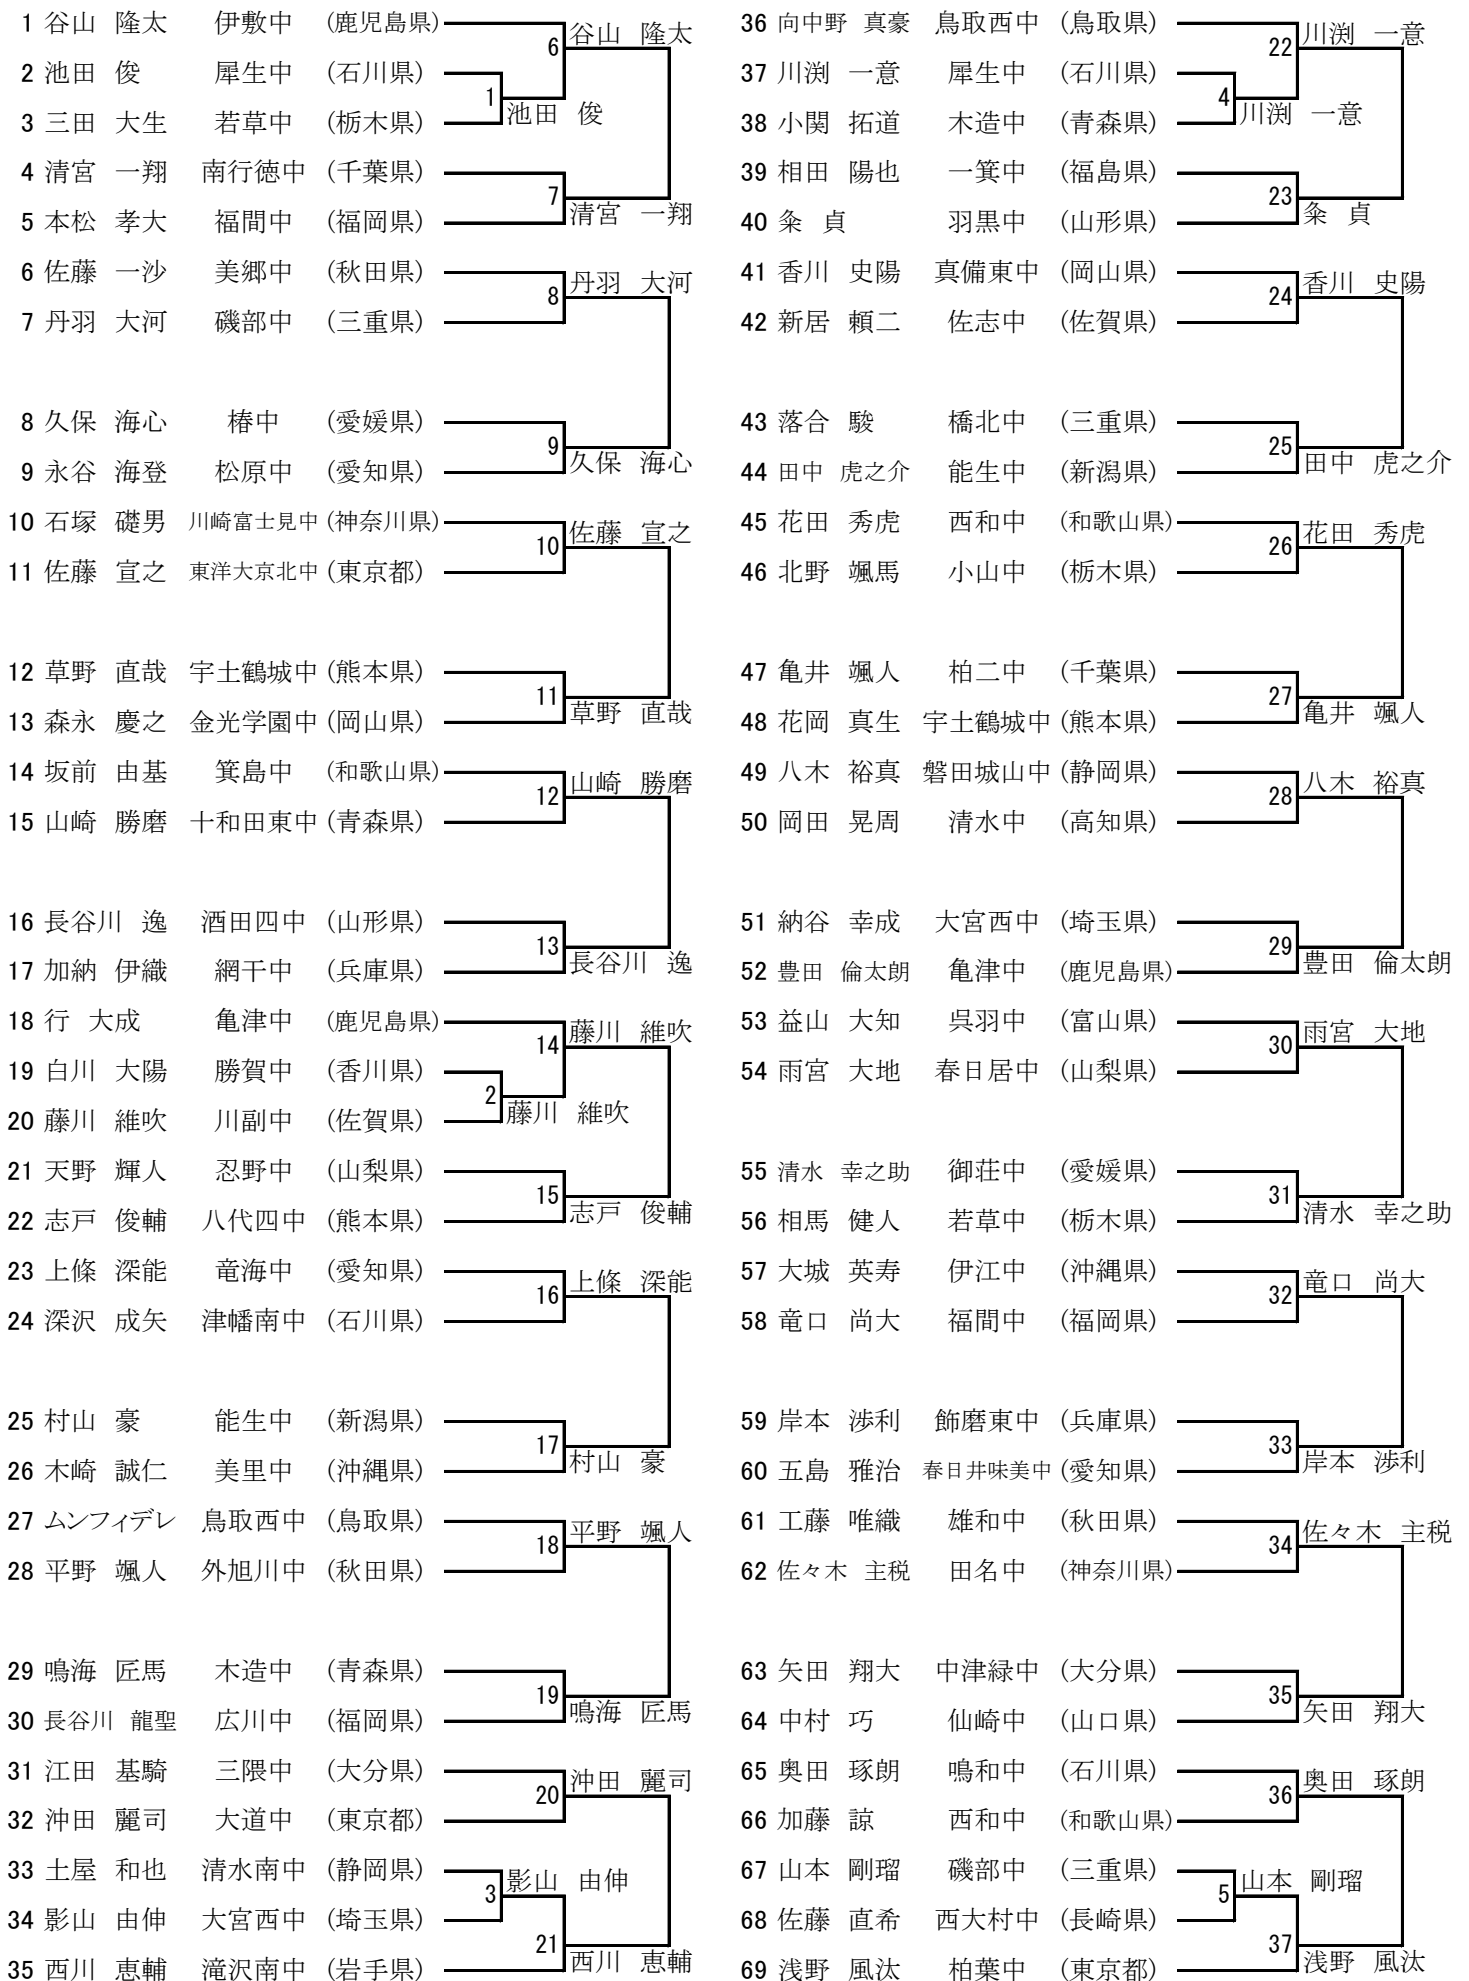 1 谷山 隆太 伊敷中 (鹿児島県)
6 谷山 隆太
2 池田 俊 犀生中 (石川県)
1 池田 俊
3 三田 大生 若草中 (栃木県)
4 清宮 一翔 南行徳中 (千葉県)
7 清宮 一翔
5 本松 孝大 福間中 (福岡県)
6 佐藤 一沙 美郷中 (秋田県)
8 丹羽 大河
7 丹羽 大河 磯部中 (三重県)
8 久保 海心 椿中 (愛媛県)
9 久保 海心
9 永谷 海登 松原中 (愛知県)
10 石塚 礎男 川崎富士見中 (神奈川県)
10 佐藤 宣之
11 佐藤 宣之 東洋大京北中 (東京都)
12 草野 直哉 宇土鶴城中 (熊本県)
11 草野 直哉
13 森永 慶之 金光学園中 (岡山県)
14 坂前 由基 箕島中 (和歌山県)
12 山崎 勝磨
15 山崎 勝磨 十和田東中 (青森県)
16 長谷川 逸 酒田四中 (山形県)
13 長谷川 逸
17 加納 伊織 網干中 (兵庫県)
18 行 大成 亀津中 (鹿児島県)
14 藤川 維吹
19 白川 大陽 勝賀中 (香川県)
2 藤川 維吹
20 藤川 維吹 川副中 (佐賀県)
21 天野 輝人 忍野中 (山梨県)
15 志戸 俊輔
22 志戸 俊輔 八代四中 (熊本県)
23 上條 深能 竜海中 (愛知県)
16 上條 深能
24 深沢 成矢 津幡南中 (石川県)
25 村山 豪 能生中 (新潟県)
17 村山 豪
26 木崎 誠仁 美里中 (沖縄県)
27 ムンフィデレ 鳥取西中 (鳥取県)
18 平野 颯人
28 平野 颯人 外旭川中 (秋田県)
29 鳴海 匠馬 木造中 (青森県)
19 鳴海 匠馬
30 長谷川 龍聖 広川中 (福岡県)
31 江田 基騎 三隈中 (大分県)
20 沖田 麗司
32 沖田 麗司 大道中 (東京都)
33 土屋 和也 清水南中 (静岡県)
3 影山 由伸
34 影山 由伸 大宮西中 (埼玉県)
21 西川 恵輔
35 西川 恵輔 滝沢南中 (岩手県)
36 向中野 真豪 鳥取西中 (鳥取県)
22 川渕 一意
37 川渕 一意 犀生中 (石川県)
4 川渕 一意
38 小関 拓道 木造中 (青森県)
39 相田 陽也 一箕中 (福島県)
23 粂 貞
40 粂 貞 羽黒中 (山形県)
41 香川 史陽 真備東中 (岡山県)
24 香川 史陽
42 新居 頼二 佐志中 (佐賀県)
43 落合 駿 橋北中 (三重県)
25 田中 虎之介
44 田中 虎之介 能生中 (新潟県)
45 花田 秀虎 西和中 (和歌山県)
26 花田 秀虎
46 北野 颯馬 小山中 (栃木県)
47 亀井 颯人 柏二中 (千葉県)
27 亀井 颯人
48 花岡 真生 宇土鶴城中 (熊本県)
49 八木 裕真 磐田城山中 (静岡県)
28 八木 裕真
50 岡田 晃周 清水中 (高知県)
51 納谷 幸成 大宮西中 (埼玉県)
29 豊田 倫太朗
52 豊田 倫太朗 亀津中 (鹿児島県)
53 益山 大知 呉羽中 (富山県)
30 雨宮 大地
54 雨宮 大地 春日居中 (山梨県)
55 清水 幸之助 御荘中 (愛媛県)
31 清水 幸之助
56 相馬 健人 若草中 (栃木県)
57 大城 英寿 伊江中 (沖縄県)
32 竜口 尚大
58 竜口 尚大 福間中 (福岡県)
59 岸本 渉利 飾磨東中 (兵庫県)
33 岸本 渉利
60 五島 雅治 春日井味美中 (愛知県)
61 工藤 唯織 雄和中 (秋田県)
34 佐々木 主税
62 佐々木 主税 田名中 (神奈川県)
63 矢田 翔大 中津緑中 (大分県)
35 矢田 翔大
64 中村 巧 仙崎中 (山口県)
65 奥田 琢朗 鳴和中 (石川県)
36 奥田 琢朗
66 加藤 諒 西和中 (和歌山県)
67 山本 剛瑠 磯部中 (三重県)
5 山本 剛瑠
68 佐藤 直希 西大村中 (長崎県)
37 浅野 風汰
69 浅野 風汰 柏葉中 (東京都)